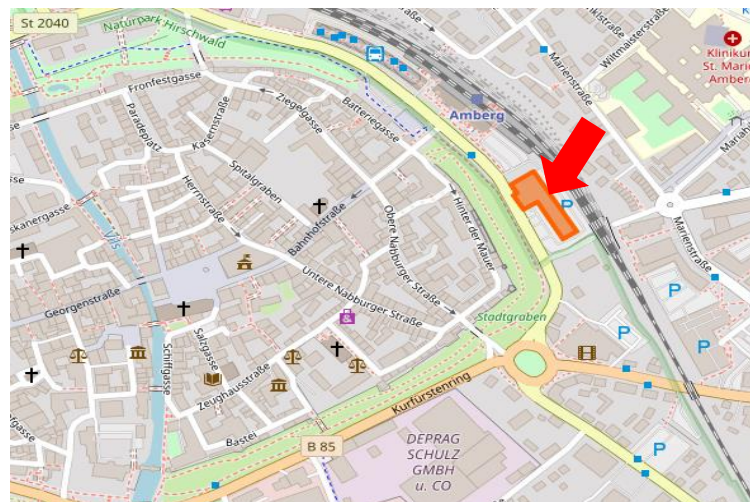 St 2040
Naturpark Hirschwald
Fronfestgasse
Paradeplatz
Kasernstraße
Ziegelgasse
Batteriegasse
Amberg
Marienstraße
Wiltmaisterstraße
Klinikum
St. Marien
Amberg
Spitalgraben
Herrnstraße
Bahnhofstraße
Obere Nabburger Straße
Hinter der Mauer
P
Vils
Georgenstraße
Untere Nabburger Straße
Stadtgraben
Marienstraße
P
P
P
Salzgasse
Schiffgasse
Zeughausstraße
Bastei
Kurfürstenring
B 85
DEPRAG
SCHULZ
GMBH
u. CO
P